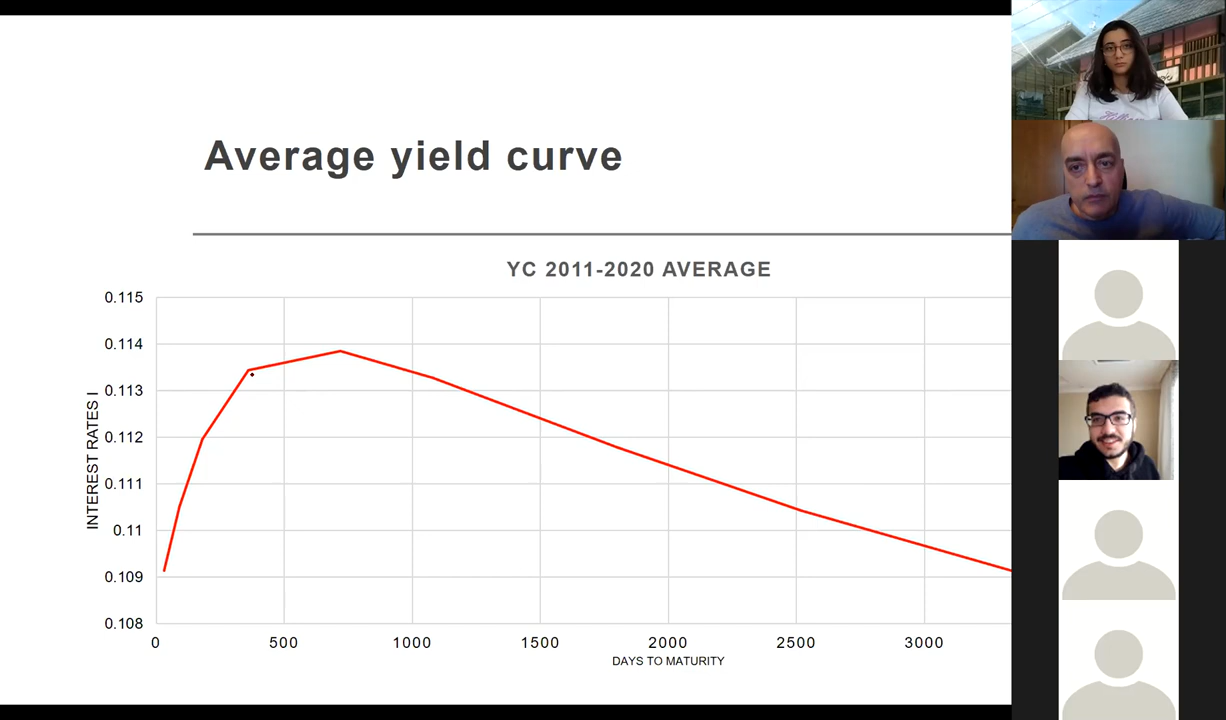 Average yield curve
YC 2011-2020 AVERAGE
0.115
0.114
0.113
0.112
0.111
0.11
0.109
0.108
INTEREST RATES I
0 500 1000 1500 2000 2500 3000
DAYS TO MATURITY